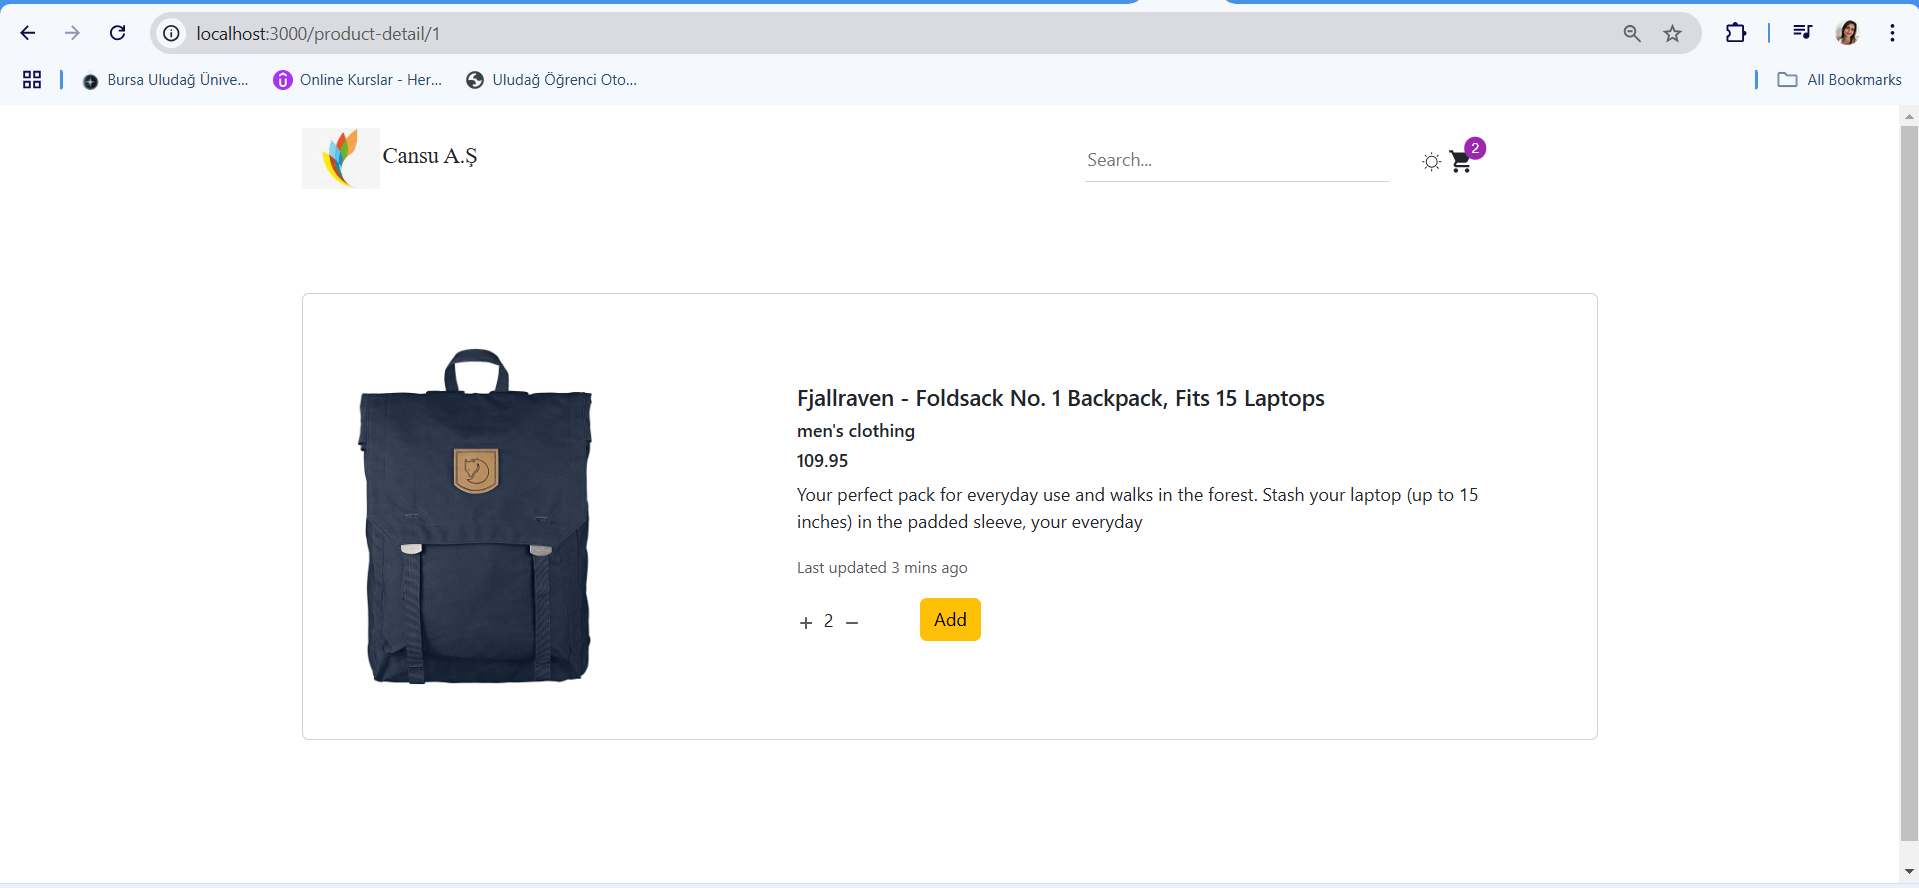 localhost:3000/product-detail/1
Bursa Uludağ Ünive...
Online Kurslar - Her...
Uludağ Öğrenci Oto...
All Bookmarks
Cansu A.Ş
Search...
2
Fjallraven - Foldsack No. 1 Backpack, Fits 15 Laptops
men's clothing
109.95
Your perfect pack for everyday use and walks in the forest. Stash your laptop (up to 15
inches) in the padded sleeve, your everyday
Last updated 3 mins ago
+ 2 −
Add